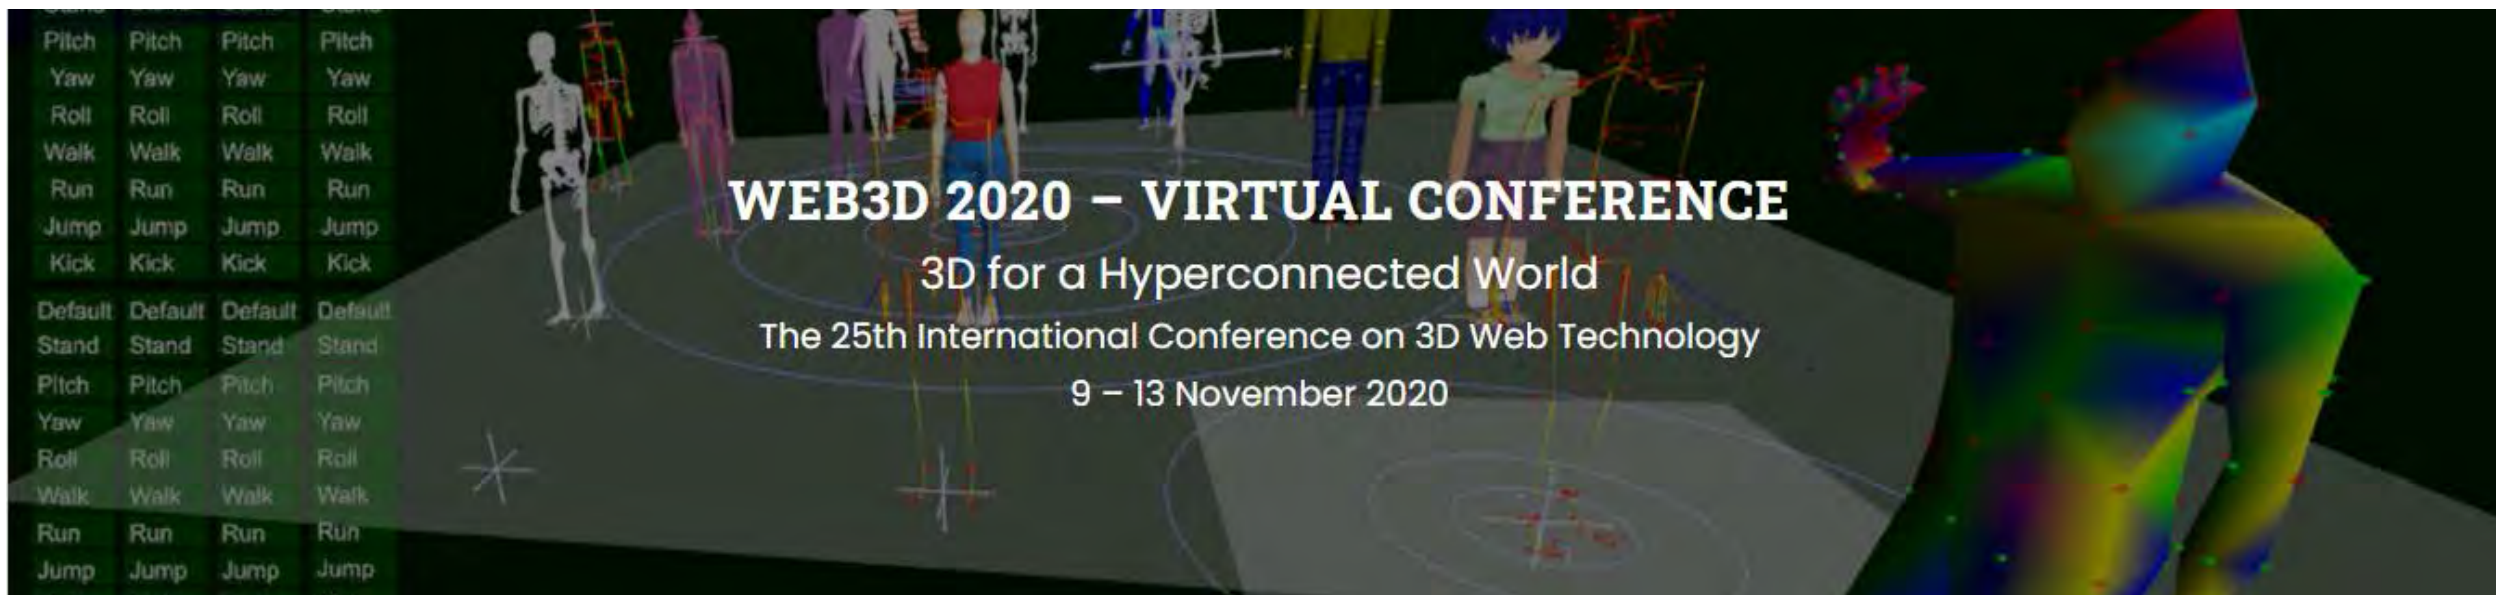 Pitch Pitch Pitch Pitch
Yaw Yaw Yaw Yaw
Roll Roll Roll Roll
Walk Walk Walk Walk
Run Run Run Run
Jump Jump Jump Jump
Kick Kick Kick Kick
Default Default Default Default
Stand Stand Stand Stand
Pitch Pitch Pitch Pitch
Yaw Yaw Yaw Yaw
Roll Roll Roll Roll
Walk Walk Walk Walk
Run Run Run Run
Jump Jump Jump Jump
X
WEB3D 2020 – VIRTUAL CONFERENCE
3D for a Hyperconnected World
The 25th International Conference on 3D Web Technology
9 – 13 November 2020